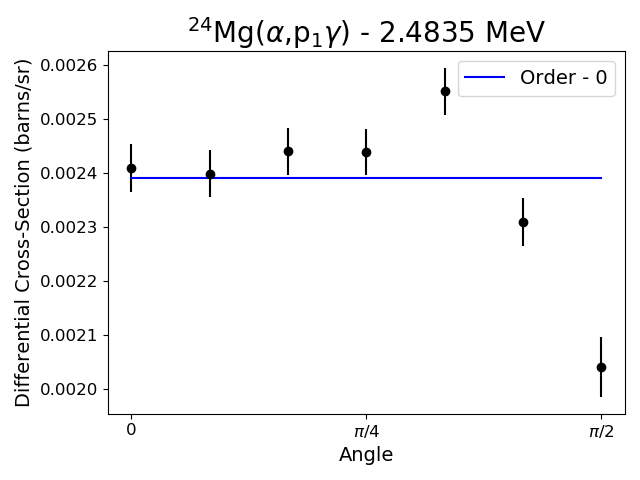 ²⁴Mg(α,p₁γ) - 2.4835 MeV
Order - 0
Differential Cross-Section (barns/sr)
0.0026
0.0025
0.0024
0.0023
0.0022
0.0021
0.0020
0 π/4 π/2
Angle